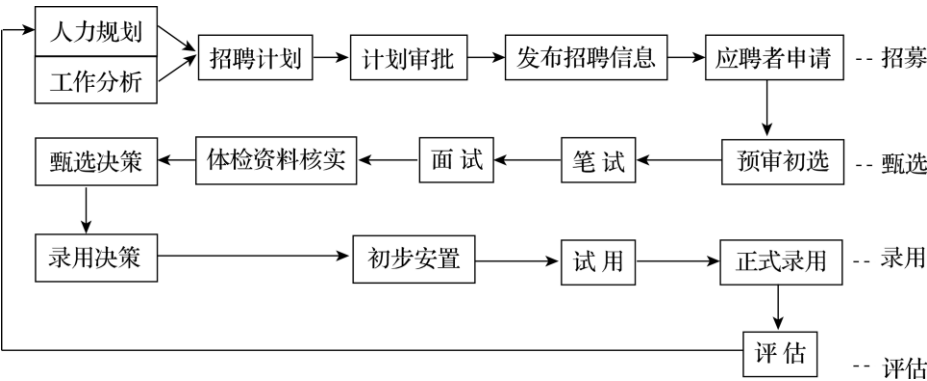 人力规划
工作分析
招聘计划
计划审批
发布招聘信息
应聘者申请
-- 招募
甄选决策
体检资料核实
面 试
笔 试
预审初选
-- 甄选
录用决策
初步安置
试 用
正式录用
-- 录用
评 估
-- 评估